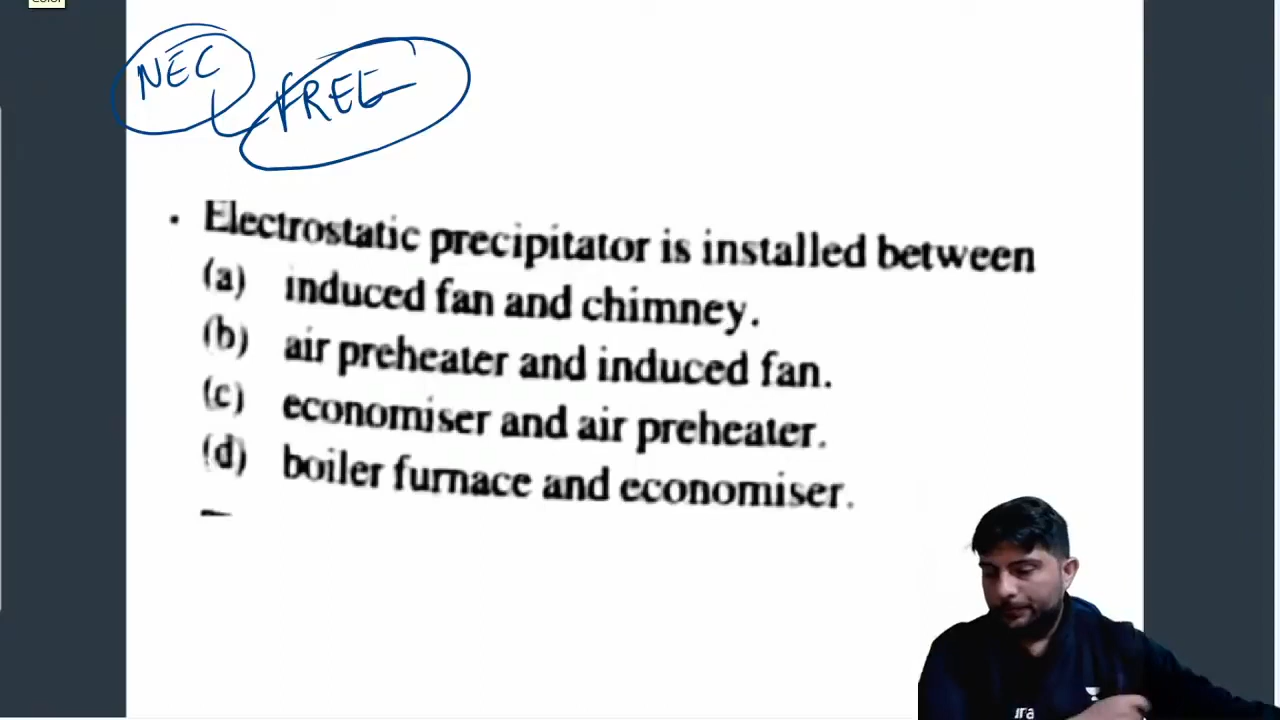 Color
NEC
FREE
. Electrostatic precipitator is installed between
(a) induced fan and chimney.
(b) air preheater and induced fan.
(c) economiser and air preheater.
(d) boiler furnace and economiser.